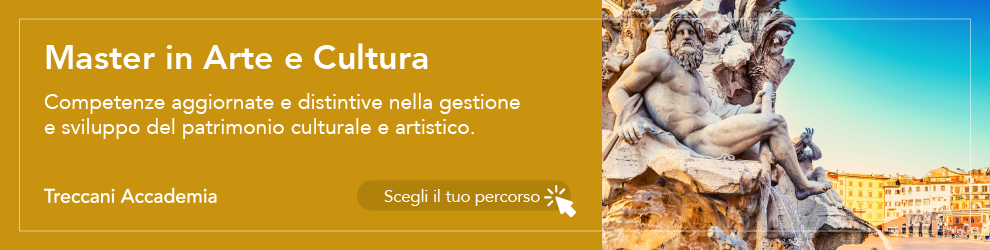 Master in Arte e Cultura
Competenze aggiornate e distintive nella gestione
e sviluppo del patrimonio culturale e artistico.
Treccani Accademia
Scegli il tuo percorso